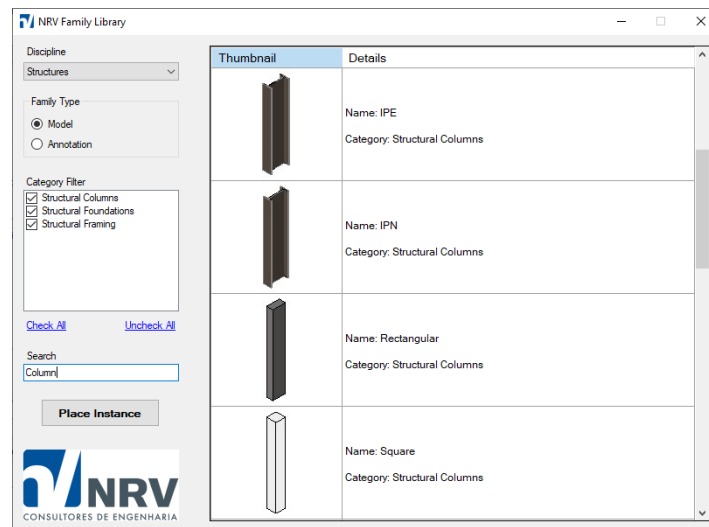 NRV Family Library
Discipline
Structures
Family Type
Model
Annotation
Category Filter
Structural Columns
Structural Foundations
Structural Framing
Check All
Uncheck All
Search
Column
Place Instance
NRV
CONSULTORES DE ENGENHARIA
Thumbnail
Details
Name: IPE
Category: Structural Columns
Name: IPN
Category: Structural Columns
Name: Rectangular
Category: Structural Columns
Name: Square
Category: Structural Columns